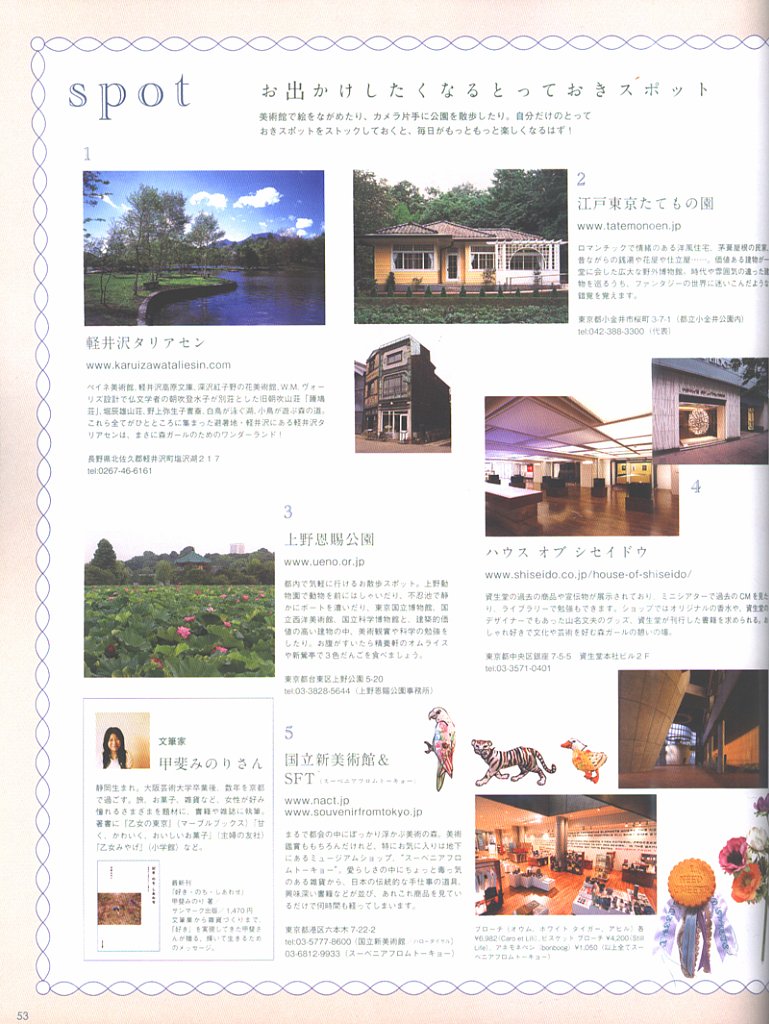 spot
お出かけしたくなるとっておきスポット
美術館で絵をながめたり、カメラ片手に公園を散歩したり。自分だけのとって
おきスポットをストックしておくと、毎日がもっともっと楽しくなるはず！
1
軽井沢タリアセン
www.karuizawataliesin.com
ペイネ美術館、軽井沢高原文庫、深沢紅子野の花美術館、W.M.ヴォー
リズ設計で仏文学者の朝吹登水子が別荘とした旧朝吹山荘「睡鳩
荘」、堀辰雄山荘、野上弥生子書斎、白鳥が泳ぐ湖、小鳥が遊ぶ森の道。
これら全てがひとところに集まった避暑地・軽井沢にある軽井沢タ
リアセンは、まさに森ガールのためのワンダーランド！
長野県北佐久郡軽井沢町塩沢湖217
tel:0267-46-6161
2
江戸東京たてもの園
www.tatemonoen.jp
ロマンチックで情緒のある洋風住宅、茅葺屋根の民家、
昔ながらの銭湯や花屋や仕立屋……。価値ある建物が一
堂に会した広大な野外博物館。時代や雰囲気の違った建
物を巡るうち、ファンタジーの世界に迷いこんだような
錯覚を覚えます。
東京都小金井市桜町3-7-1（都立小金井公園内）
tel:042-388-3300（代表）
3
上野恩賜公園
www.ueno.or.jp
都内で気軽に行けるお散歩スポット。上野動
物園で動物を前にはしゃいだり、不忍池で静
かにボートを漕いだり、東京国立博物館、国
立西洋美術館、国立科学博物館と、建築的価
値の高い建物の中、美術観賞や科学の勉強を
したり。お腹がすいたら精養軒のオムライス
や新鶯亭で3色だんごを食べましょう。
東京都台東区上野公園5-20
tel:03-3828-5644（上野恩賜公園事務所）
4
ハウス オブ シセイドウ
www.shiseido.co.jp/house-of-shiseido/
資生堂の過去の商品や宣伝物が展示されており、ミニシアターで過去のCMを見た
り、ライブラリーで勉強もできます。ショップではオリジナルの香水や、資生堂の
デザイナーでもあった山名文夫のグッズ、資生堂が刊行した書籍を求められる。お
しゃれ好きで文化や芸術を好む森ガールの憩いの場。
東京都中央区銀座7-5-5　資生堂本社ビル2F
tel:03-3571-0401
文筆家
甲斐みのりさん
静岡生まれ。大阪芸術大学卒業後、数年を京都
で過ごす。旅、お菓子、雑貨など、女性が好み
憧れるさまざまを題材に、書籍や雑誌に執筆。
著書に『乙女の東京』（マーブルブックス）『甘
く、かわいく、おいしいお菓子』（主婦の友社）
『乙女みやげ』（小学館）など。
最新刊
『好き・のち・しあわせ』
甲斐みのり著
サンマーク出版／1,470円
文筆業から雑貨づくりまで、
「好き」を実現してきた甲斐さ
んが贈る、輝いて生きるため
のメッセージ。
5
国立新美術館＆
SFT（スーベニアフロムトーキョー）
www.nact.jp
www.souvenirfromtokyo.jp
まるで都会の中にぽっかり浮かぶ美術の森。美術
鑑賞ももちろんだけれど、特にお気に入りは地下
にあるミュージアムショップ、"スーベニアフロ
ムトーキョー"。愛らしさの中にちょっと毒っ気
のある雑貨から、日本の伝統的な手仕事の道具、
興味深い書籍などが並び、あれこれ商品を見てい
るだけで何時間も経ってしまいます。
東京都港区六本木7-22-2
tel:03-5777-8600（国立新美術館 ハローダイヤル）
03-6812-9933（スーベニアフロムトーキョー）
ブローチ（オウム、ホワイト タイガー、アヒル）各
¥6,982(Caro et Lili)、ビスケット ブローチ ¥4,200(Still
Life)、アネモネペン（bonboog）¥1,050（以上全てスー
ベニアフロムトーキョー）
53